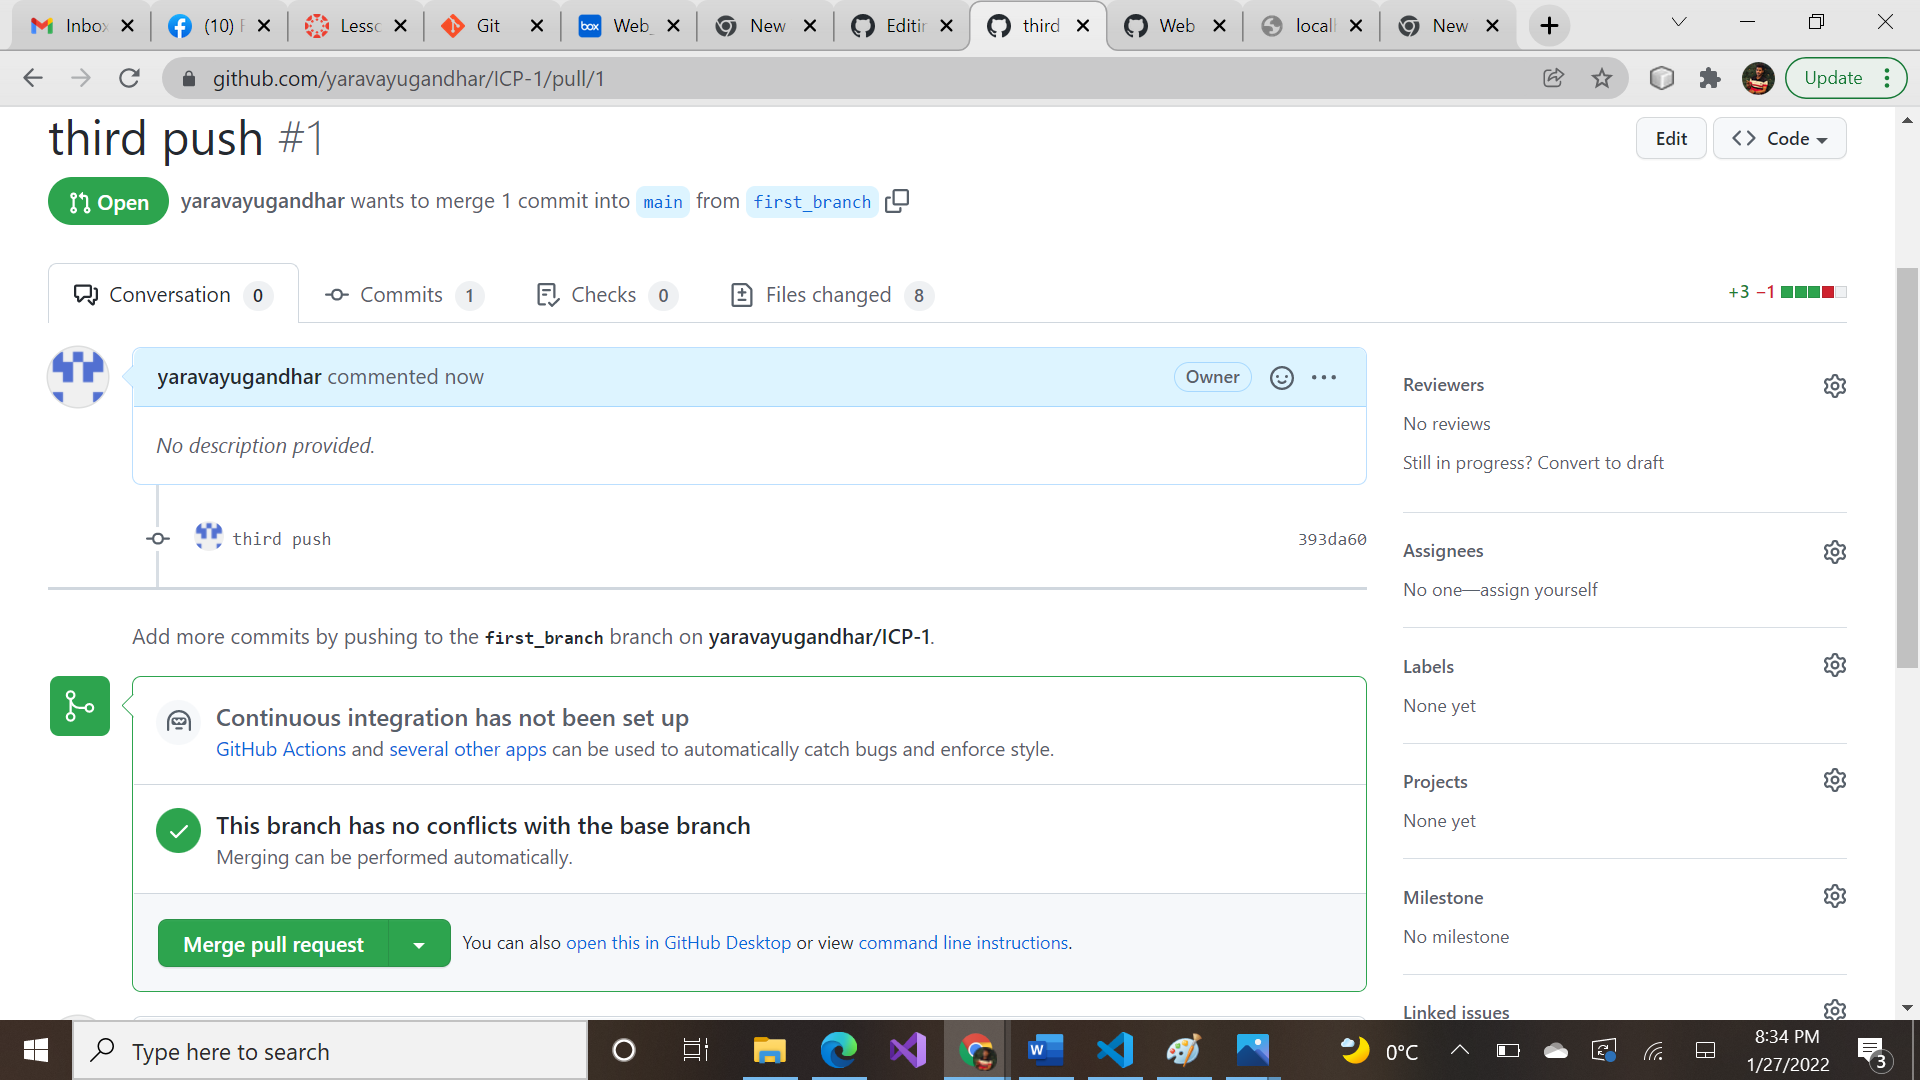 Inbox
(10) F
Lesso
Git
Web_
New
Editin
third
Web
locall
New
github.com/yaravayugandhar/ICP-1/pull/1
Update
third push #1
Edit
Code
Open
yaravayugandhar wants to merge 1 commit into main from first_branch
Conversation 0
Commits 1
Checks 0
Files changed 8
+3 −1
yaravayugandhar commented now
Owner
No description provided.
third push
393da60
Add more commits by pushing to the first_branch branch on yaravayugandhar/ICP-1.
Continuous integration has not been set up
GitHub Actions and several other apps can be used to automatically catch bugs and enforce style.
This branch has no conflicts with the base branch
Merging can be performed automatically.
Merge pull request
You can also open this in GitHub Desktop or view command line instructions.
Reviewers
No reviews
Still in progress? Convert to draft
Assignees
No one—assign yourself
Labels
None yet
Projects
None yet
Milestone
No milestone
Linked issues
Type here to search
0°C
8:34 PM
1/27/2022
3